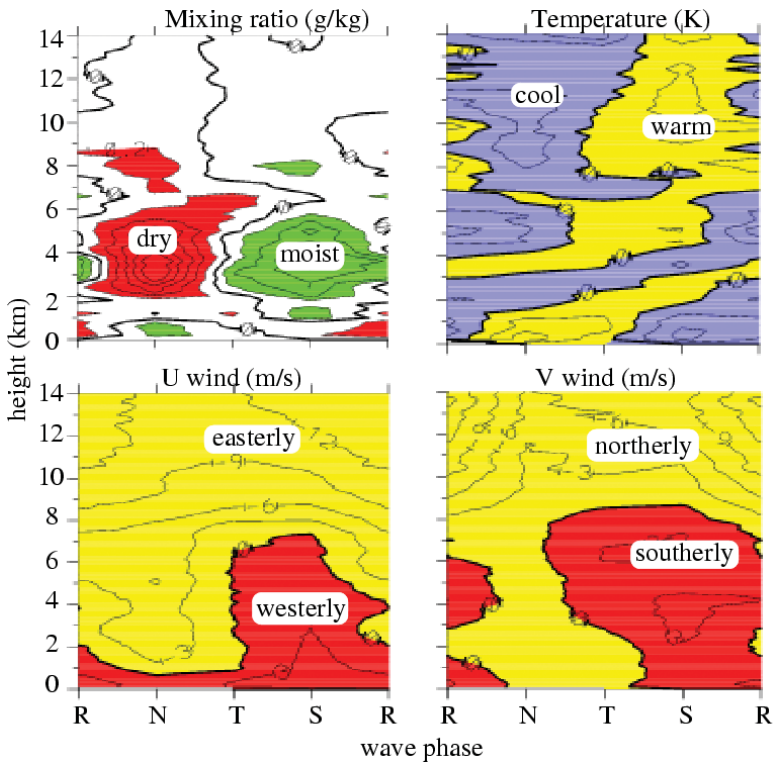 Mixing ratio (g/kg)
Temperature (K)
14
12
10
8
6
4
2
0
dry
moist
cool
warm
height (km)
U wind (m/s)
V wind (m/s)
14
12
10
8
6
4
2
0
easterly
westerly
northerly
southerly
R N T S R
R N T S R
wave phase